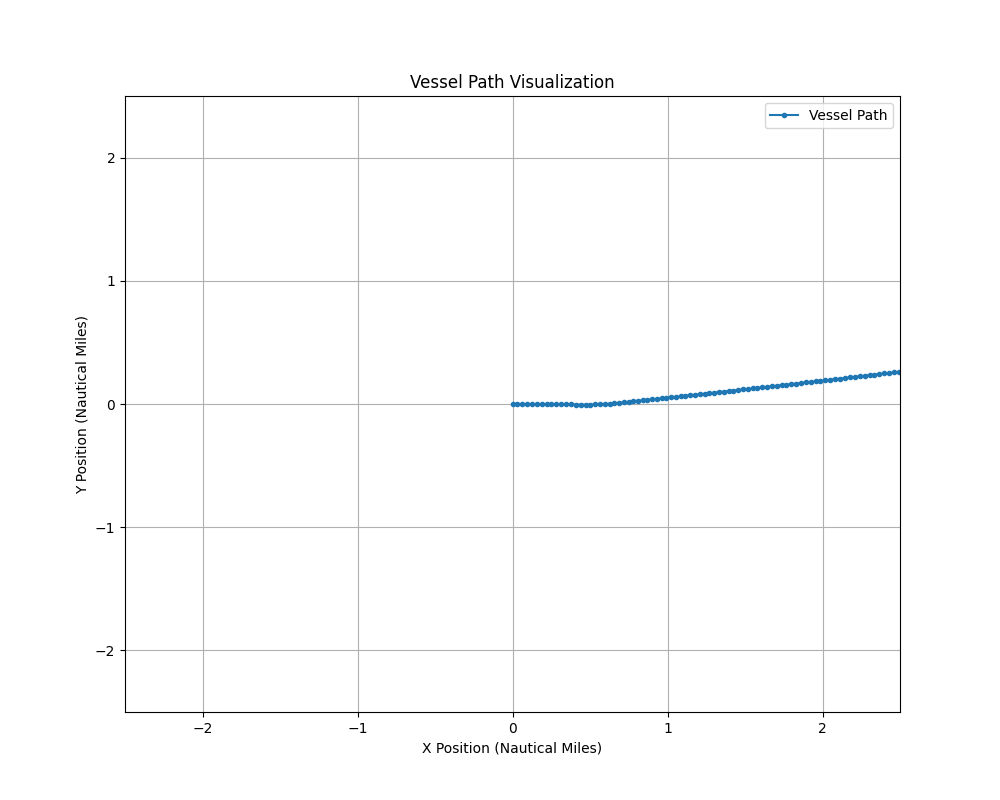 Vessel Path Visualization
Vessel Path
Y Position (Nautical Miles)
2
1
0
−1
−2
−2
−1
0
1
2
X Position (Nautical Miles)